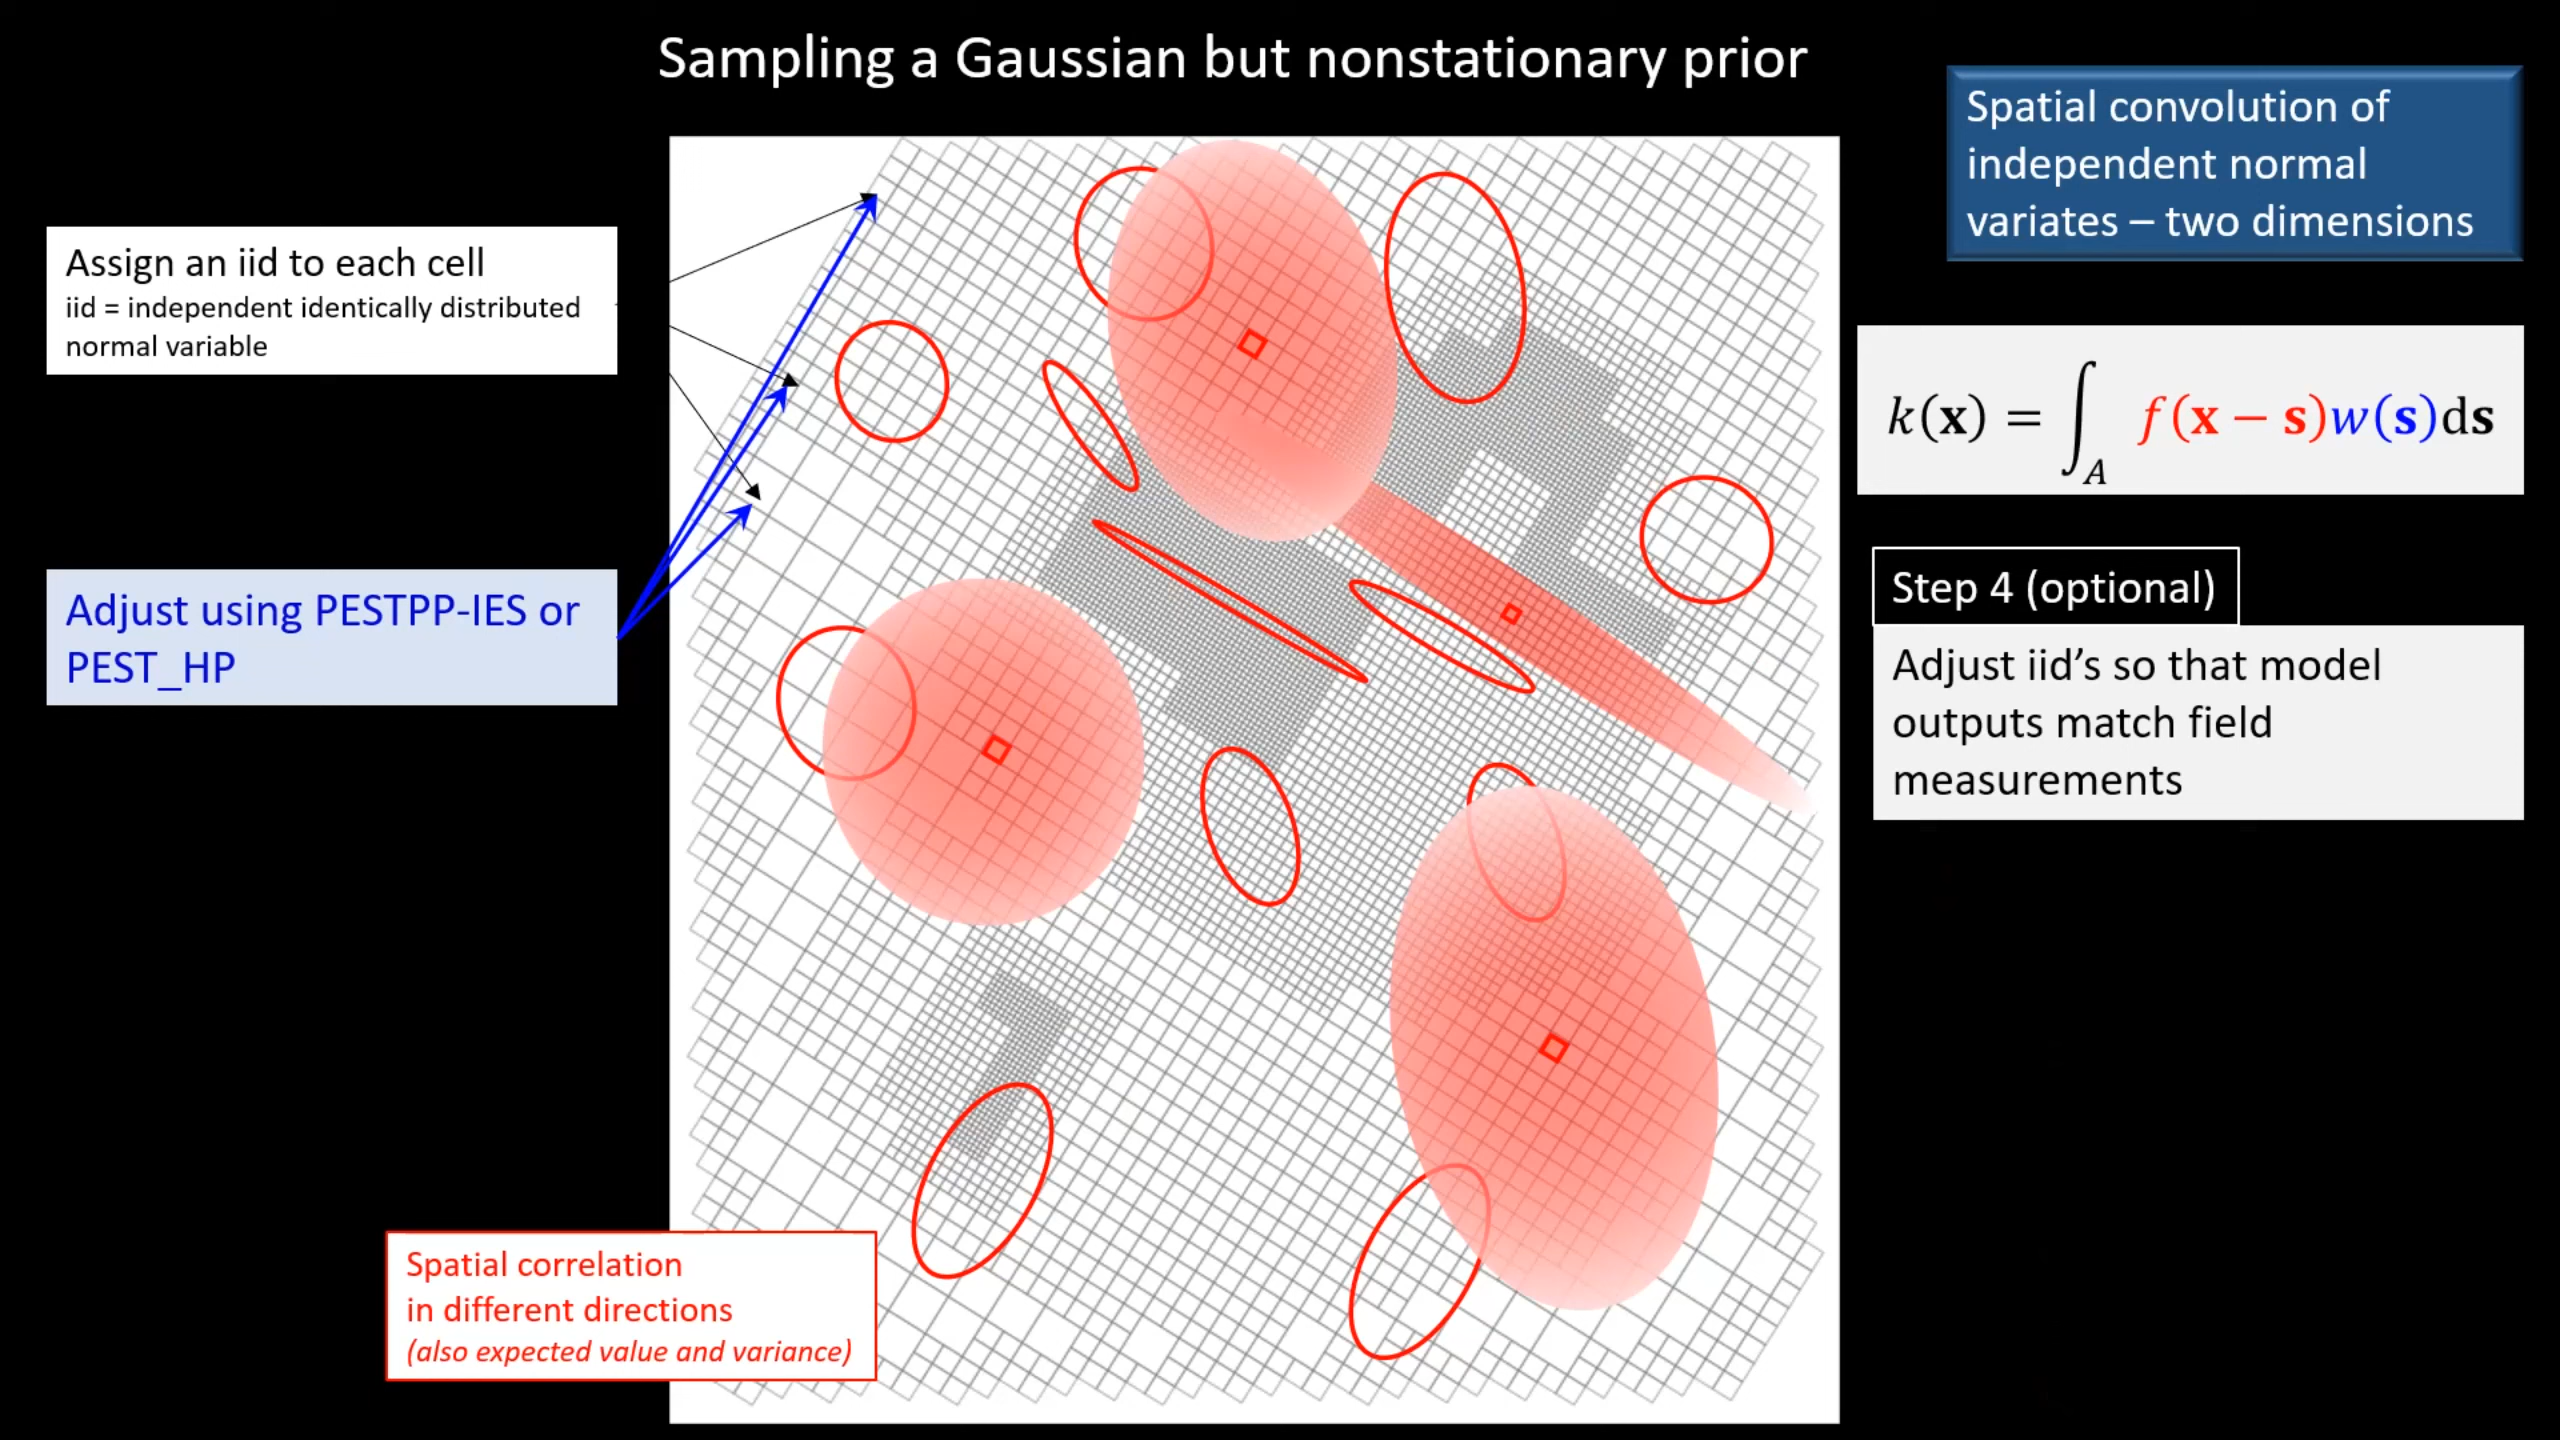 Sampling a Gaussian but nonstationary prior
Spatial convolution of
independent normal
variates – two dimensions
Assign an iid to each cell
iid = independent identically distributed
normal variable
k(x) = ∫_A f(x − s)w(s)ds
Adjust using PESTPP-IES or
PEST_HP
Step 4 (optional)
Adjust iid’s so that model
outputs match field
measurements
Spatial correlation
in different directions
(also expected value and variance)